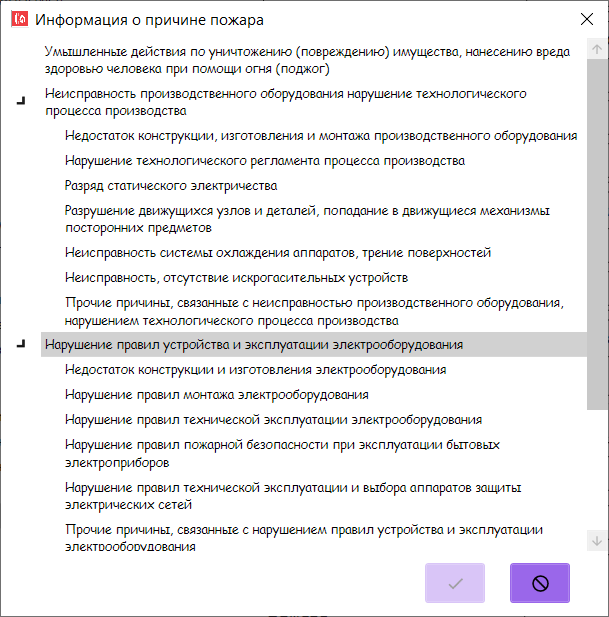 Информация о причине пожара
Умышленные действия по уничтожению (повреждению) имущества, нанесению вреда
здоровью человека при помощи огня (поджог)
Неисправность производственного оборудования нарушение технологического
процесса производства
Недостаток конструкции, изготовления и монтажа производственного оборудования
Нарушение технологического регламента процесса производства
Разряд статического электричества
Разрушение движущихся узлов и деталей, попадание в движущиеся механизмы
посторонних предметов
Неисправность системы охлаждения аппаратов, трение поверхностей
Неисправность, отсутствие искрогасительных устройств
Прочие причины, связанные с неисправностью производственного оборудования,
нарушением технологического процесса производства
Нарушение правил устройства и эксплуатации электрооборудования
Недостаток конструкции и изготовления электрооборудования
Нарушение правил монтажа электрооборудования
Нарушение правил технической эксплуатации электрооборудования
Нарушение правил пожарной безопасности при эксплуатации бытовых
электроприборов
Нарушение правил технической эксплуатации и выбора аппаратов защиты
электрических сетей
Прочие причины, связанные с нарушением правил устройства и эксплуатации
электрооборудования